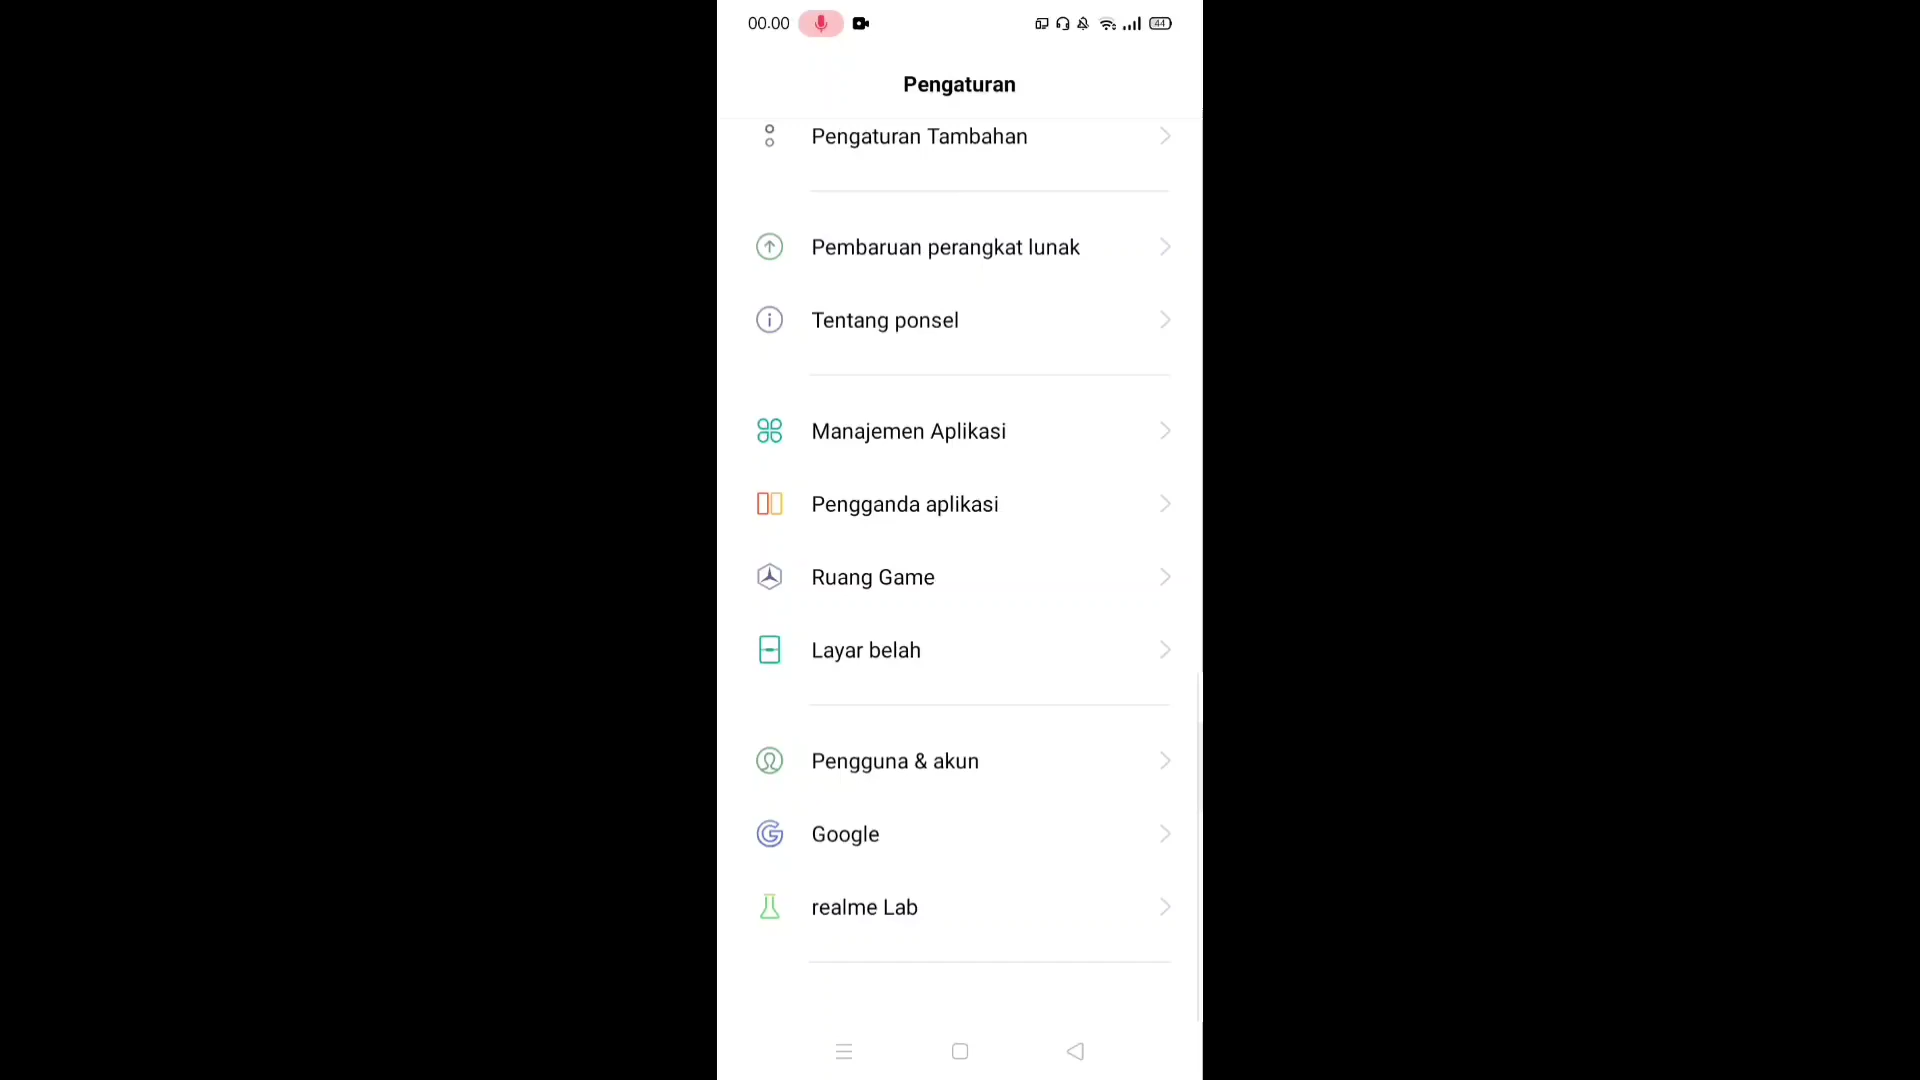 00.00
44
Pengaturan
Pengaturan Tambahan
Pembaruan perangkat lunak
Tentang ponsel
Manajemen Aplikasi
Pengganda aplikasi
Ruang Game
Layar belah
Pengguna & akun
Google
realme Lab